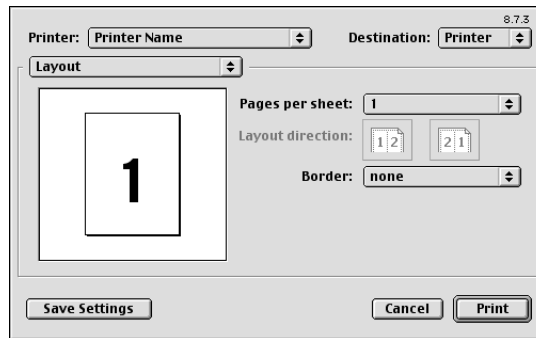 8.7.3
Printer: Printer Name Destination: Printer
Layout
Pages per sheet: 1
Layout direction: 1 2 2 1
1
Border: none
Save Settings Cancel Print